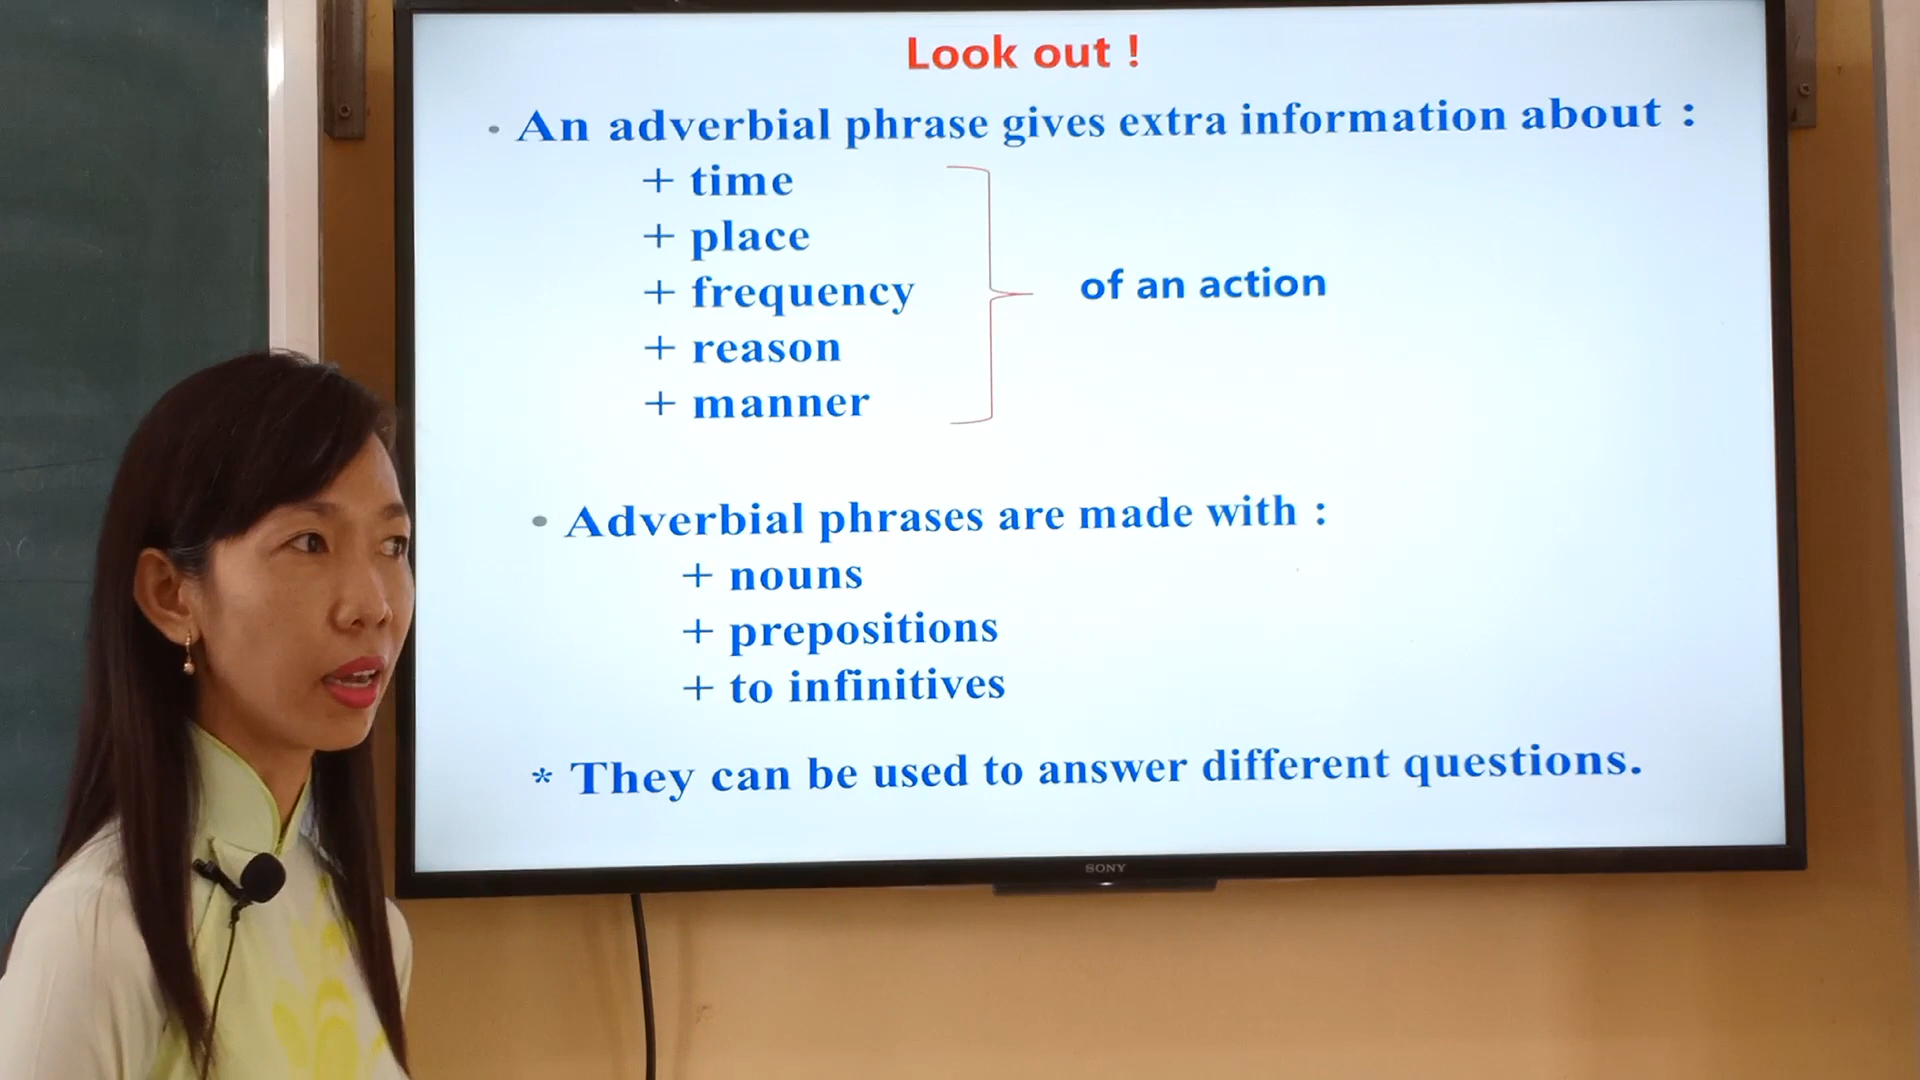 Look out !
• An adverbial phrase gives extra information about :
+ time
+ place
+ frequency
of an action
+ reason
+ manner
• Adverbial phrases are made with :
+ nouns
+ prepositions
+ to infinitives
* They can be used to answer different questions.
SONY